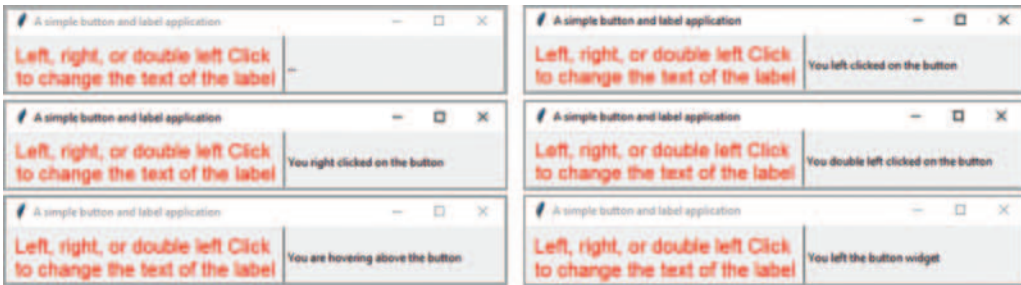 A simple button and label application
Left, right, or double left Click
to change the text of the label
...
A simple button and label application
Left, right, or double left Click
to change the text of the label
You left clicked on the button
A simple button and label application
Left, right, or double left Click
to change the text of the label
You right clicked on the button
A simple button and label application
Left, right, or double left Click
to change the text of the label
You double left clicked on the button
A simple button and label application
Left, right, or double left Click
to change the text of the label
You are hovering above the button
A simple button and label application
Left, right, or double left Click
to change the text of the label
You left the button widget